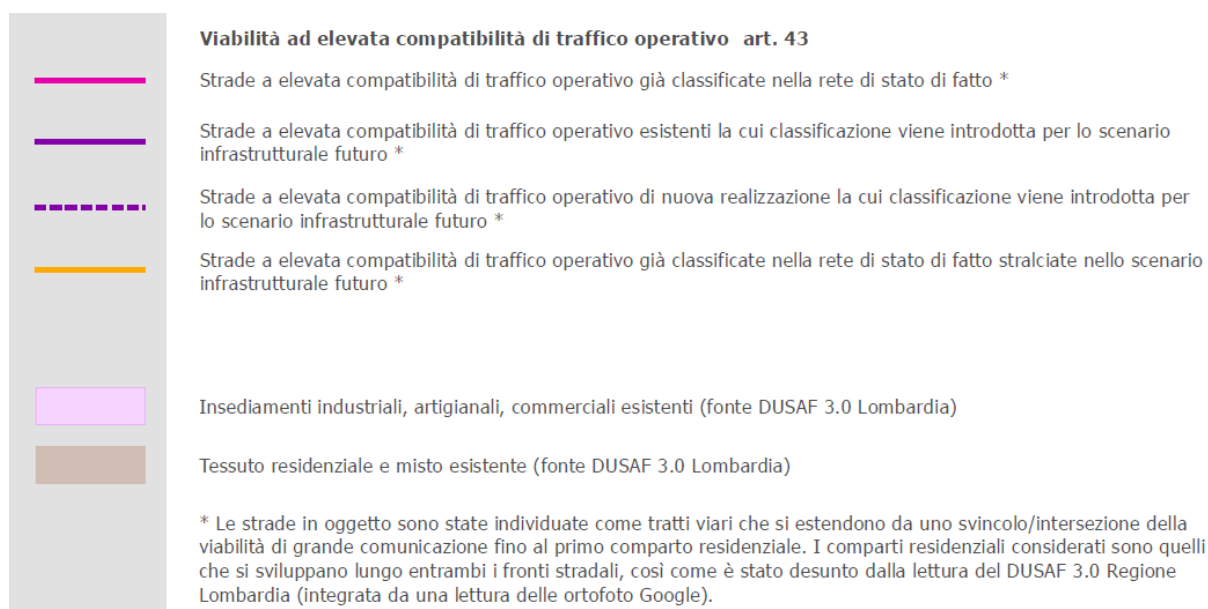 Viabilità ad elevata compatibilità di traffico operativo art. 43
Strade a elevata compatibilità di traffico operativo già classificate nella rete di stato di fatto *
Strade a elevata compatibilità di traffico operativo esistenti la cui classificazione viene introdotta per lo scenario
infrastrutturale futuro *
Strade a elevata compatibilità di traffico operativo di nuova realizzazione la cui classificazione viene introdotta per
lo scenario infrastrutturale futuro *
Strade a elevata compatibilità di traffico operativo già classificate nella rete di stato di fatto stralciate nello scenario
infrastrutturale futuro *
Insediamenti industriali, artigianali, commerciali esistenti (fonte DUSAF 3.0 Lombardia)
Tessuto residenziale e misto esistente (fonte DUSAF 3.0 Lombardia)
* Le strade in oggetto sono state individuate come tratti viari che si estendono da uno svincolo/intersezione della
viabilità di grande comunicazione fino al primo comparto residenziale. I comparti residenziali considerati sono quelli
che si sviluppano lungo entrambi i fronti stradali, così come è stato desunto dalla lettura del DUSAF 3.0 Regione
Lombardia (integrata da una lettura delle ortofoto Google).